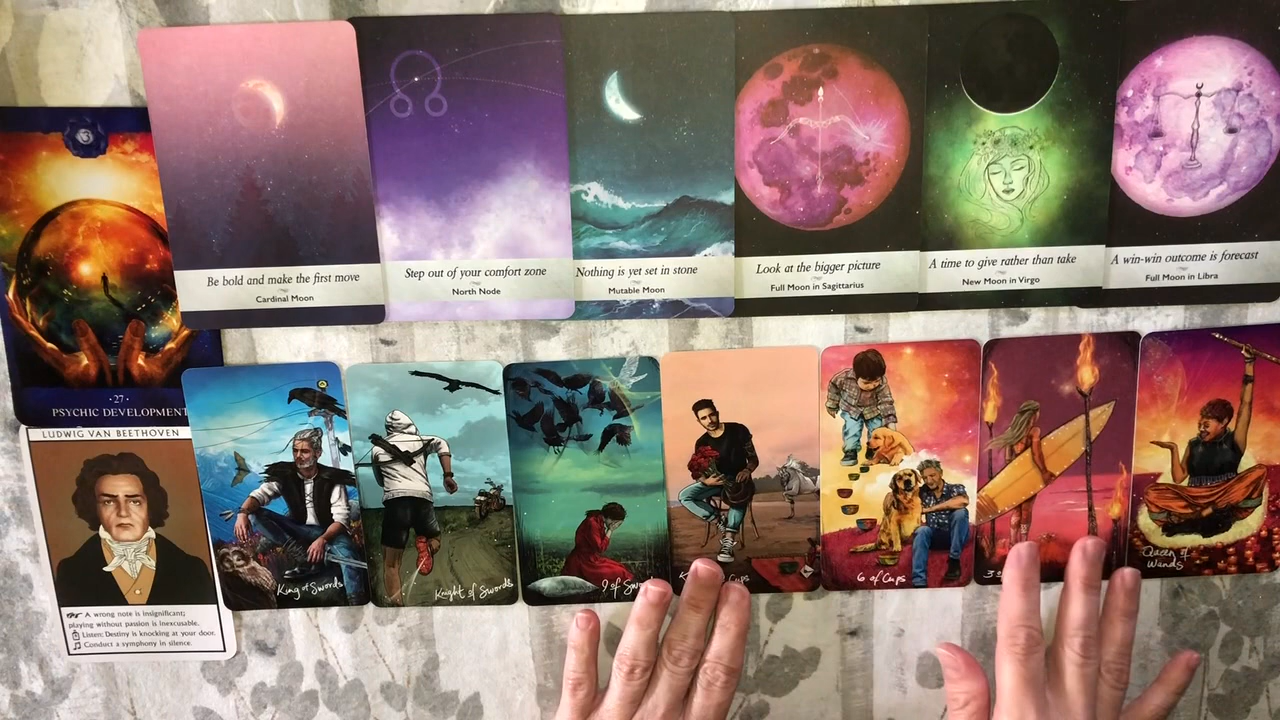 Be bold and make the first move
Cardinal Moon
Step out of your comfort zone
North Node
Nothing is yet set in stone
Mutable Moon
Look at the bigger picture
Full Moon in Sagittarius
A time to give rather than take
New Moon in Virgo
A win-win outcome is forecast
Full Moon in Libra
·27·
PSYCHIC DEVELOPMENT
LUDWIG VAN BEETHOVEN
A wrong note is insignificant;
playing without passion is inexcusable.
Listen: Destiny is knocking at your door.
Conduct a symphony in silence.
King of Swords
Knight of Swords
9 of
Cups
6 of Cups
3
Queen of
Wands